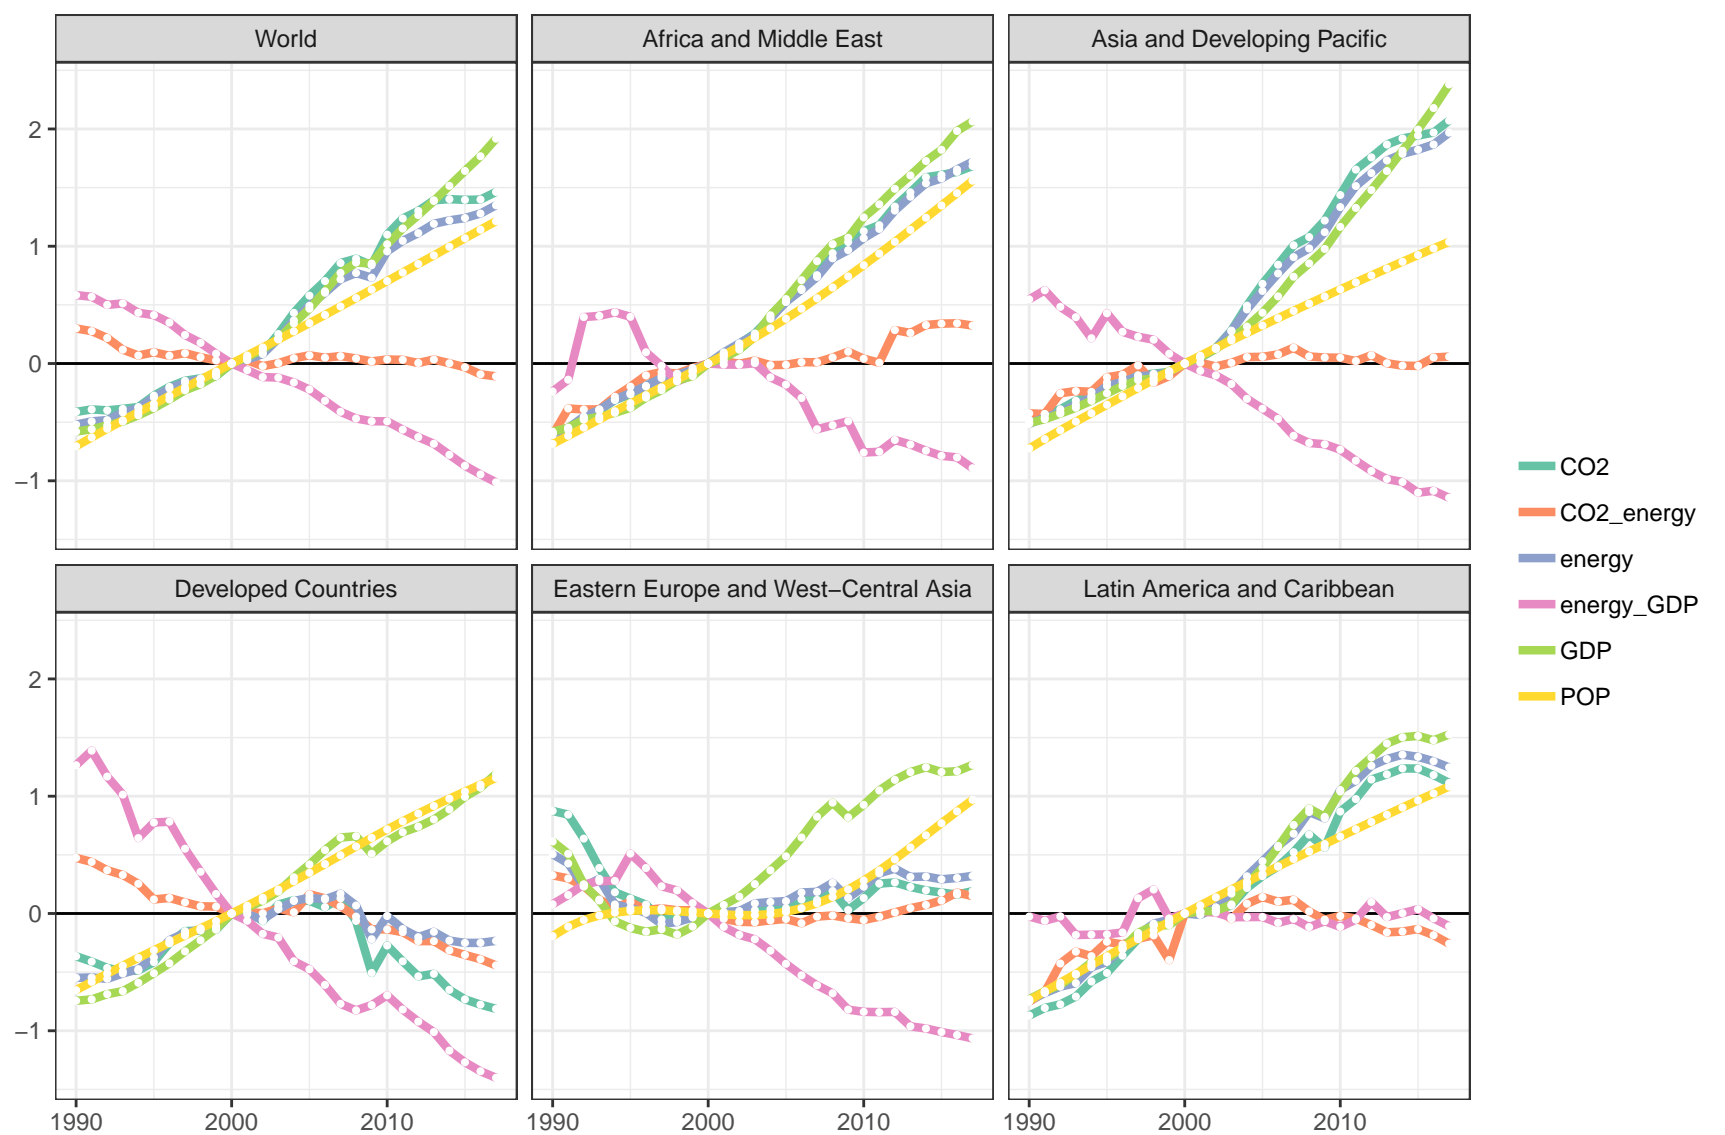 World
Africa and Middle East
Asia and Developing Pacific
2
1
0
−1
Developed Countries
Eastern Europe and West−Central Asia
Latin America and Caribbean
2
1
0
−1
1990 2000 2010
1990 2000 2010
1990 2000 2010
CO2
CO2_energy
energy
energy_GDP
GDP
POP